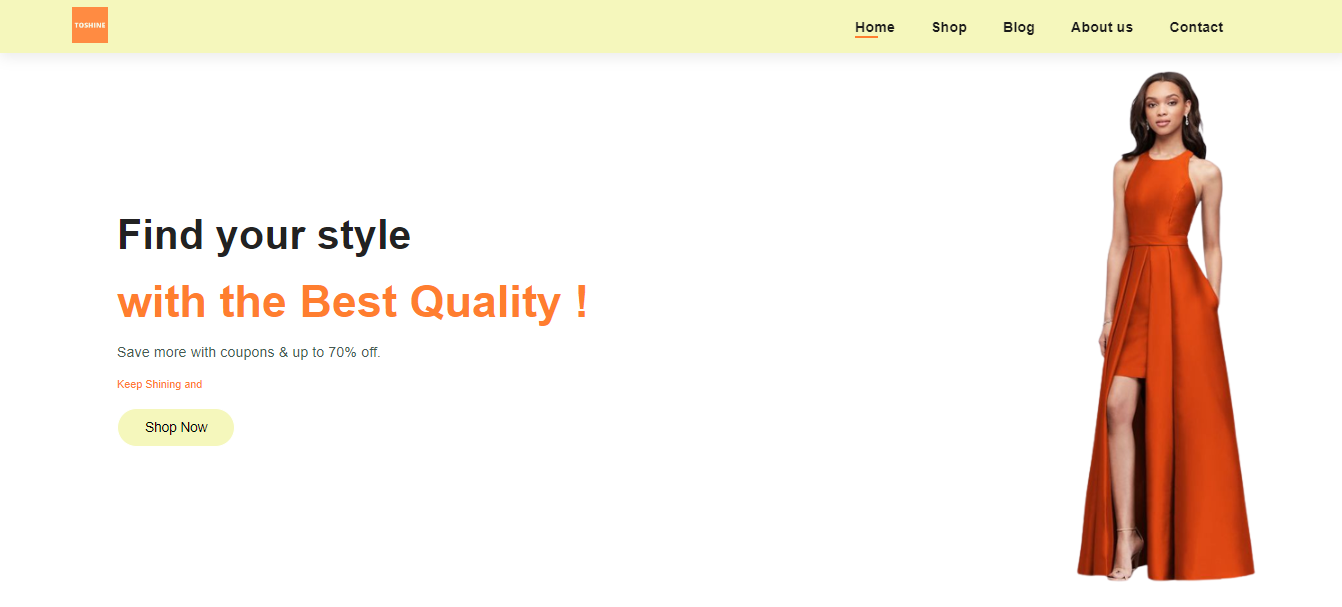 TOSHINE
Home Shop Blog About us Contact
Find your style
with the Best Quality !
Save more with coupons & up to 70% off.
Keep Shining and
Shop Now